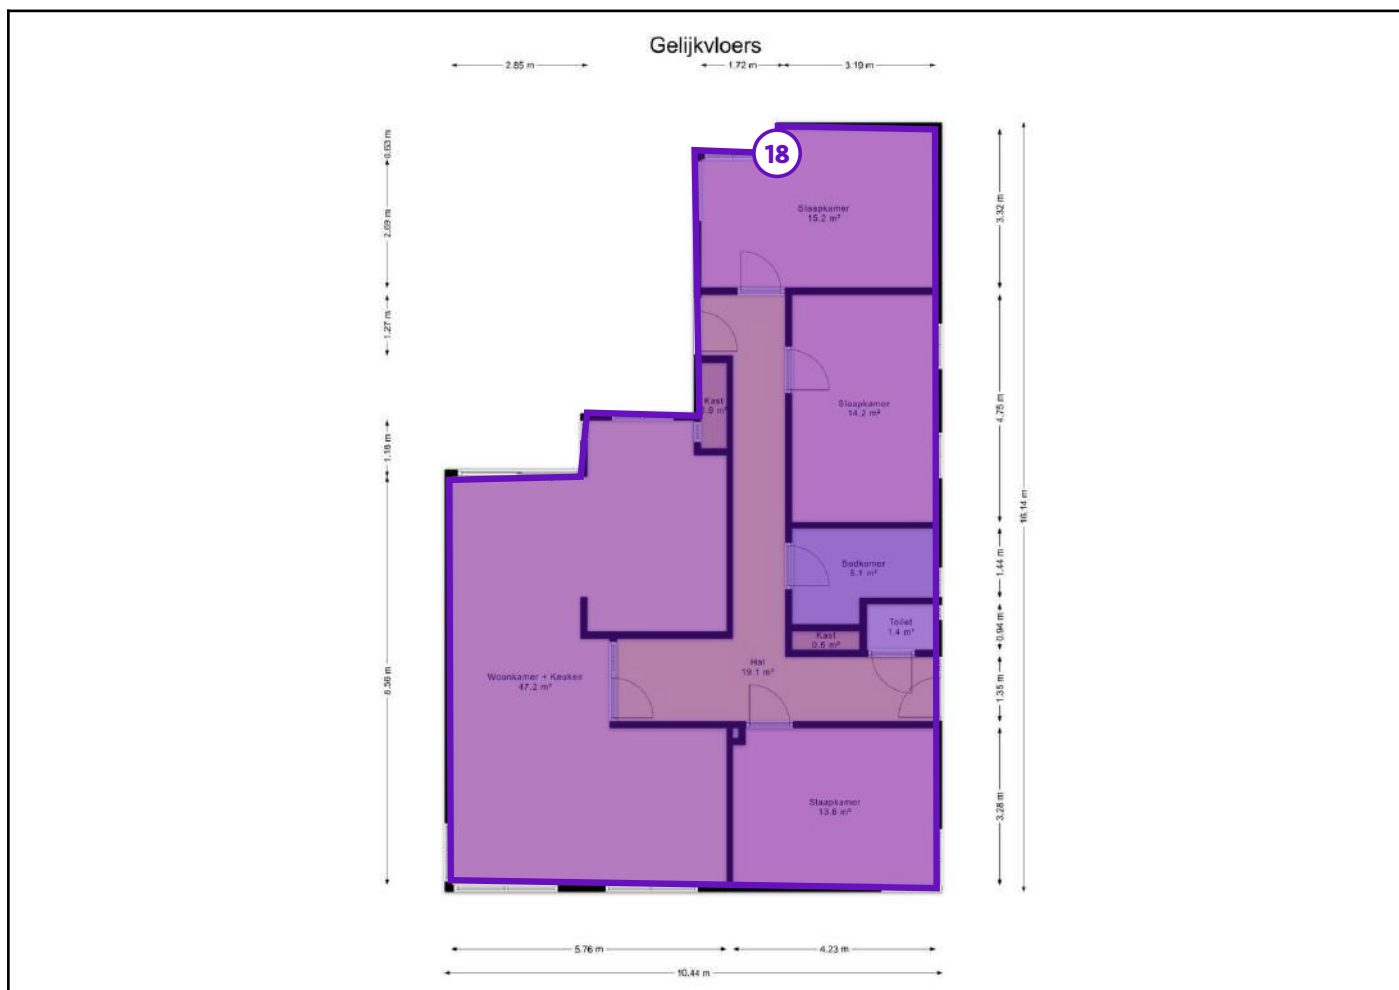 Gelijkvloers
2.85 m
1.72 m
3.19 m
18
0.63 m
2.69 m
1.27 m
1.18 m
8.56 m
Slaapkamer
15.2 m²
Kast
Slaapkamer
14.2 m²
Badkamer
5.1 m²
Toilet
1.4 m²
Kast
0.5 m²
Hal
19.1 m²
Woonkamer + Keuken
47.2 m²
Slaapkamer
13.8 m²
3.32 m
4.75 m
1.44 m
0.94 m
1.35 m
3.28 m
16.14 m
5.76 m
4.23 m
10.44 m